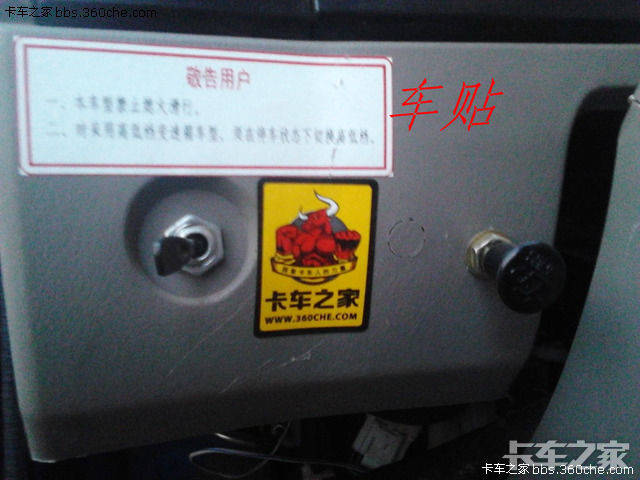 卡车之家 bbs.360che.com
敬告用户
一、本车型禁止熄火滑行。
二、对采用高低档变速箱车型、须在停车状态下切换高低档。
车贴
卡车之家
WWW.360CHE.COM
卡车之家
卡车之家 bbs.360che.com